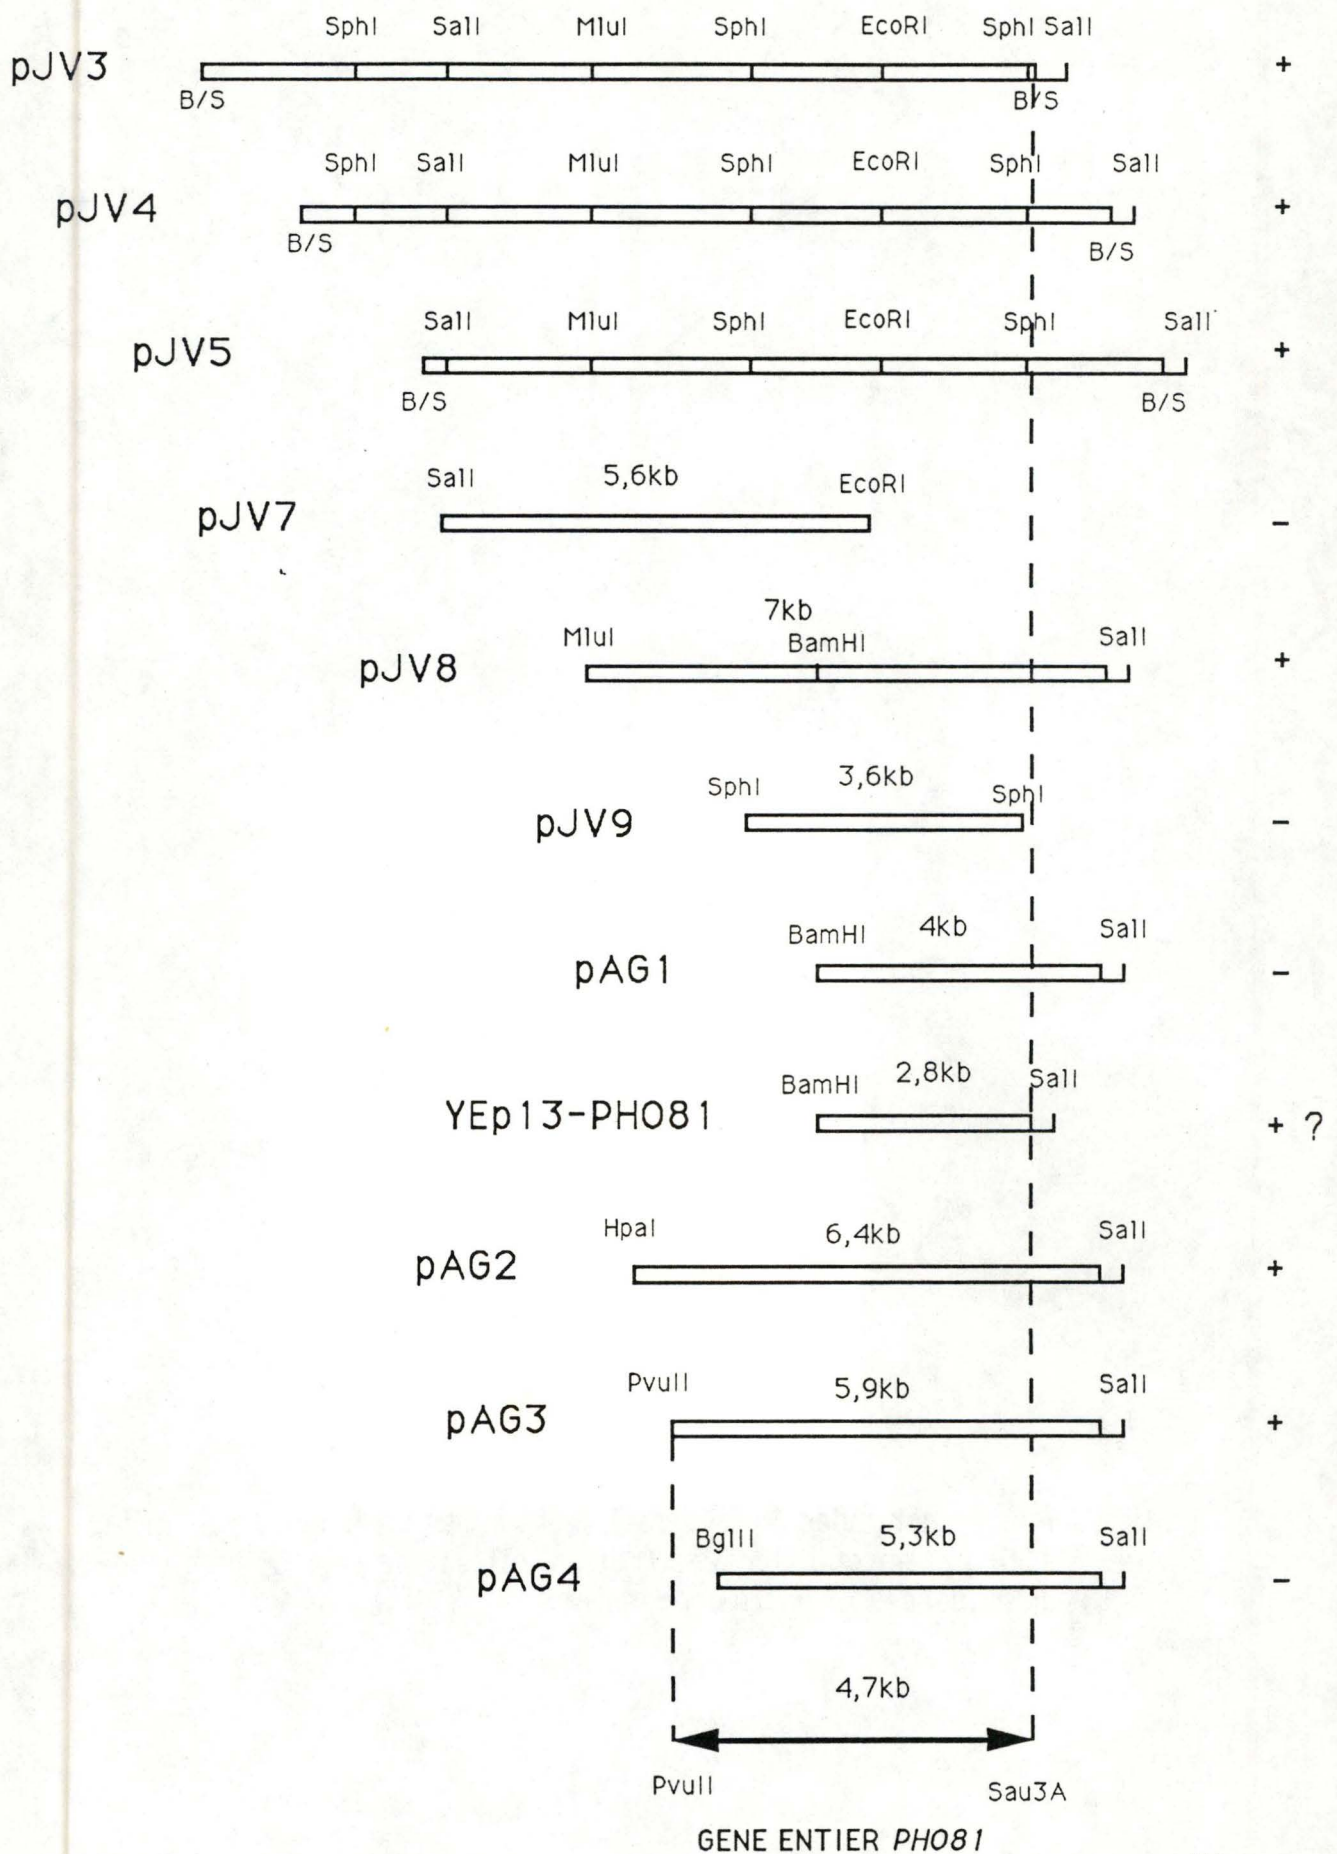 SphI SalI MluI SphI EcoRI SphI SalI
pJV3 +
B/S B/S
SphI SalI MluI SphI EcoRI SphI SalI
pJV4 +
B/S B/S
SalI MluI SphI EcoRI SphI SalI
pJV5 +
B/S B/S
SalI 5,6kb EcoRI
pJV7 -
7kb
MluI BamHI SalI
pJV8 +
SphI 3,6kb SphI
pJV9 -
BamHI 4kb SalI
pAG1 -
BamHI 2,8kb SalI
YEp13-PHO81 + ?
HpaI 6,4kb SalI
pAG2 +
PvuII 5,9kb SalI
pAG3 +
BglII 5,3kb SalI
pAG4 -
4,7kb
PvuII Sau3A
GENE ENTIER PHO81